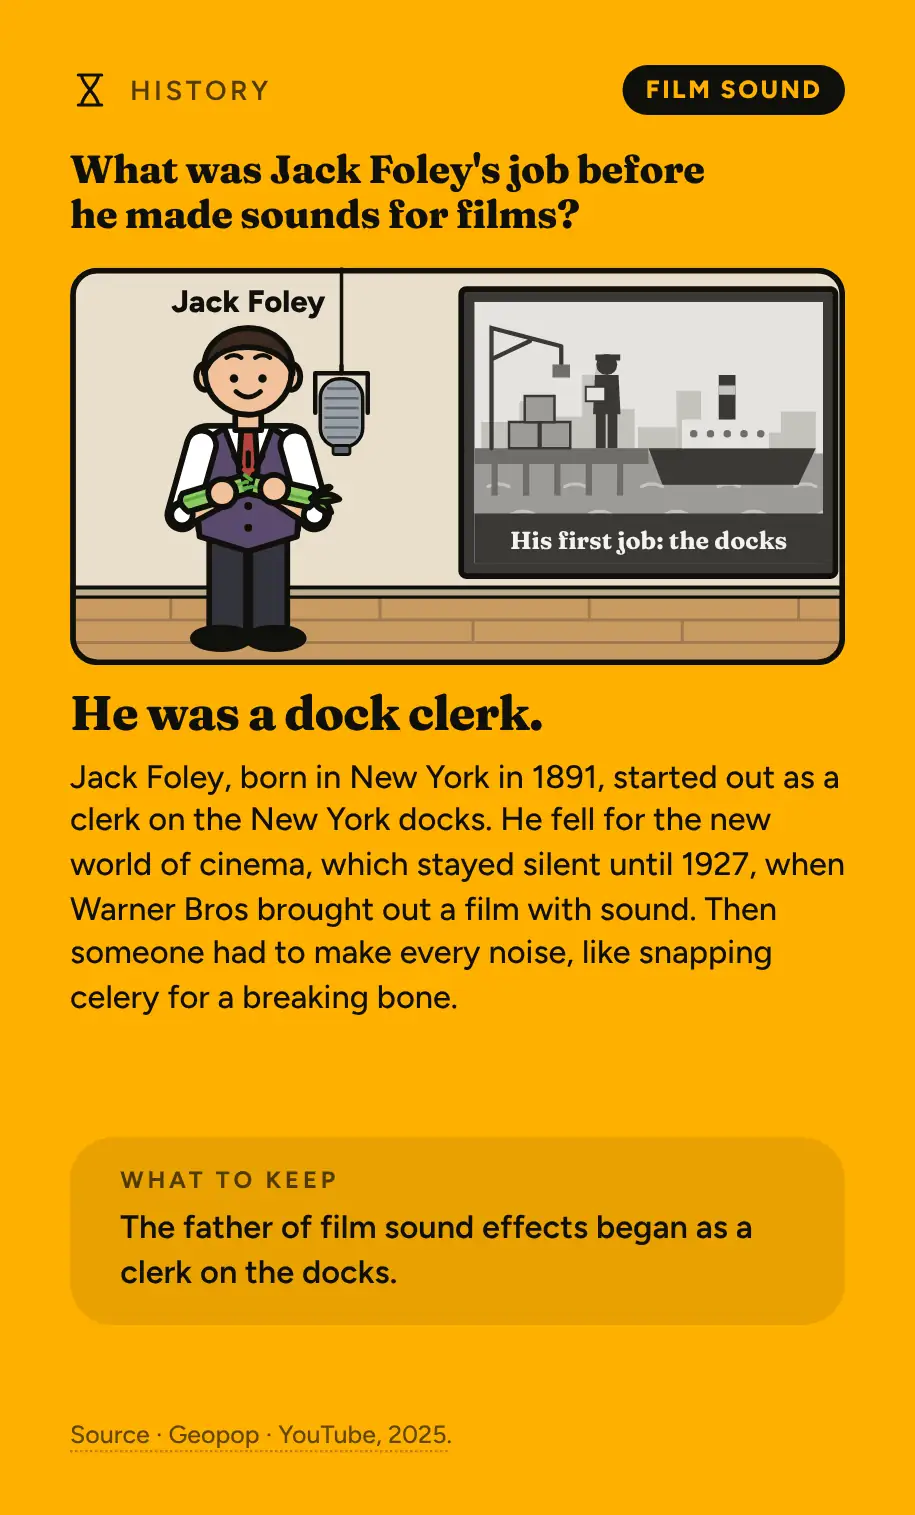 HISTORY
FILM SOUND
What was Jack Foley's job before
he made sounds for films?
Jack Foley
His first job: the docks
He was a dock clerk.
Jack Foley, born in New York in 1891, started out as a
clerk on the New York docks. He fell for the new
world of cinema, which stayed silent until 1927, when
Warner Bros brought out a film with sound. Then
someone had to make every noise, like snapping
celery for a breaking bone.
WHAT TO KEEP
The father of film sound effects began as a
clerk on the docks.
Source · Geopop · YouTube, 2025.